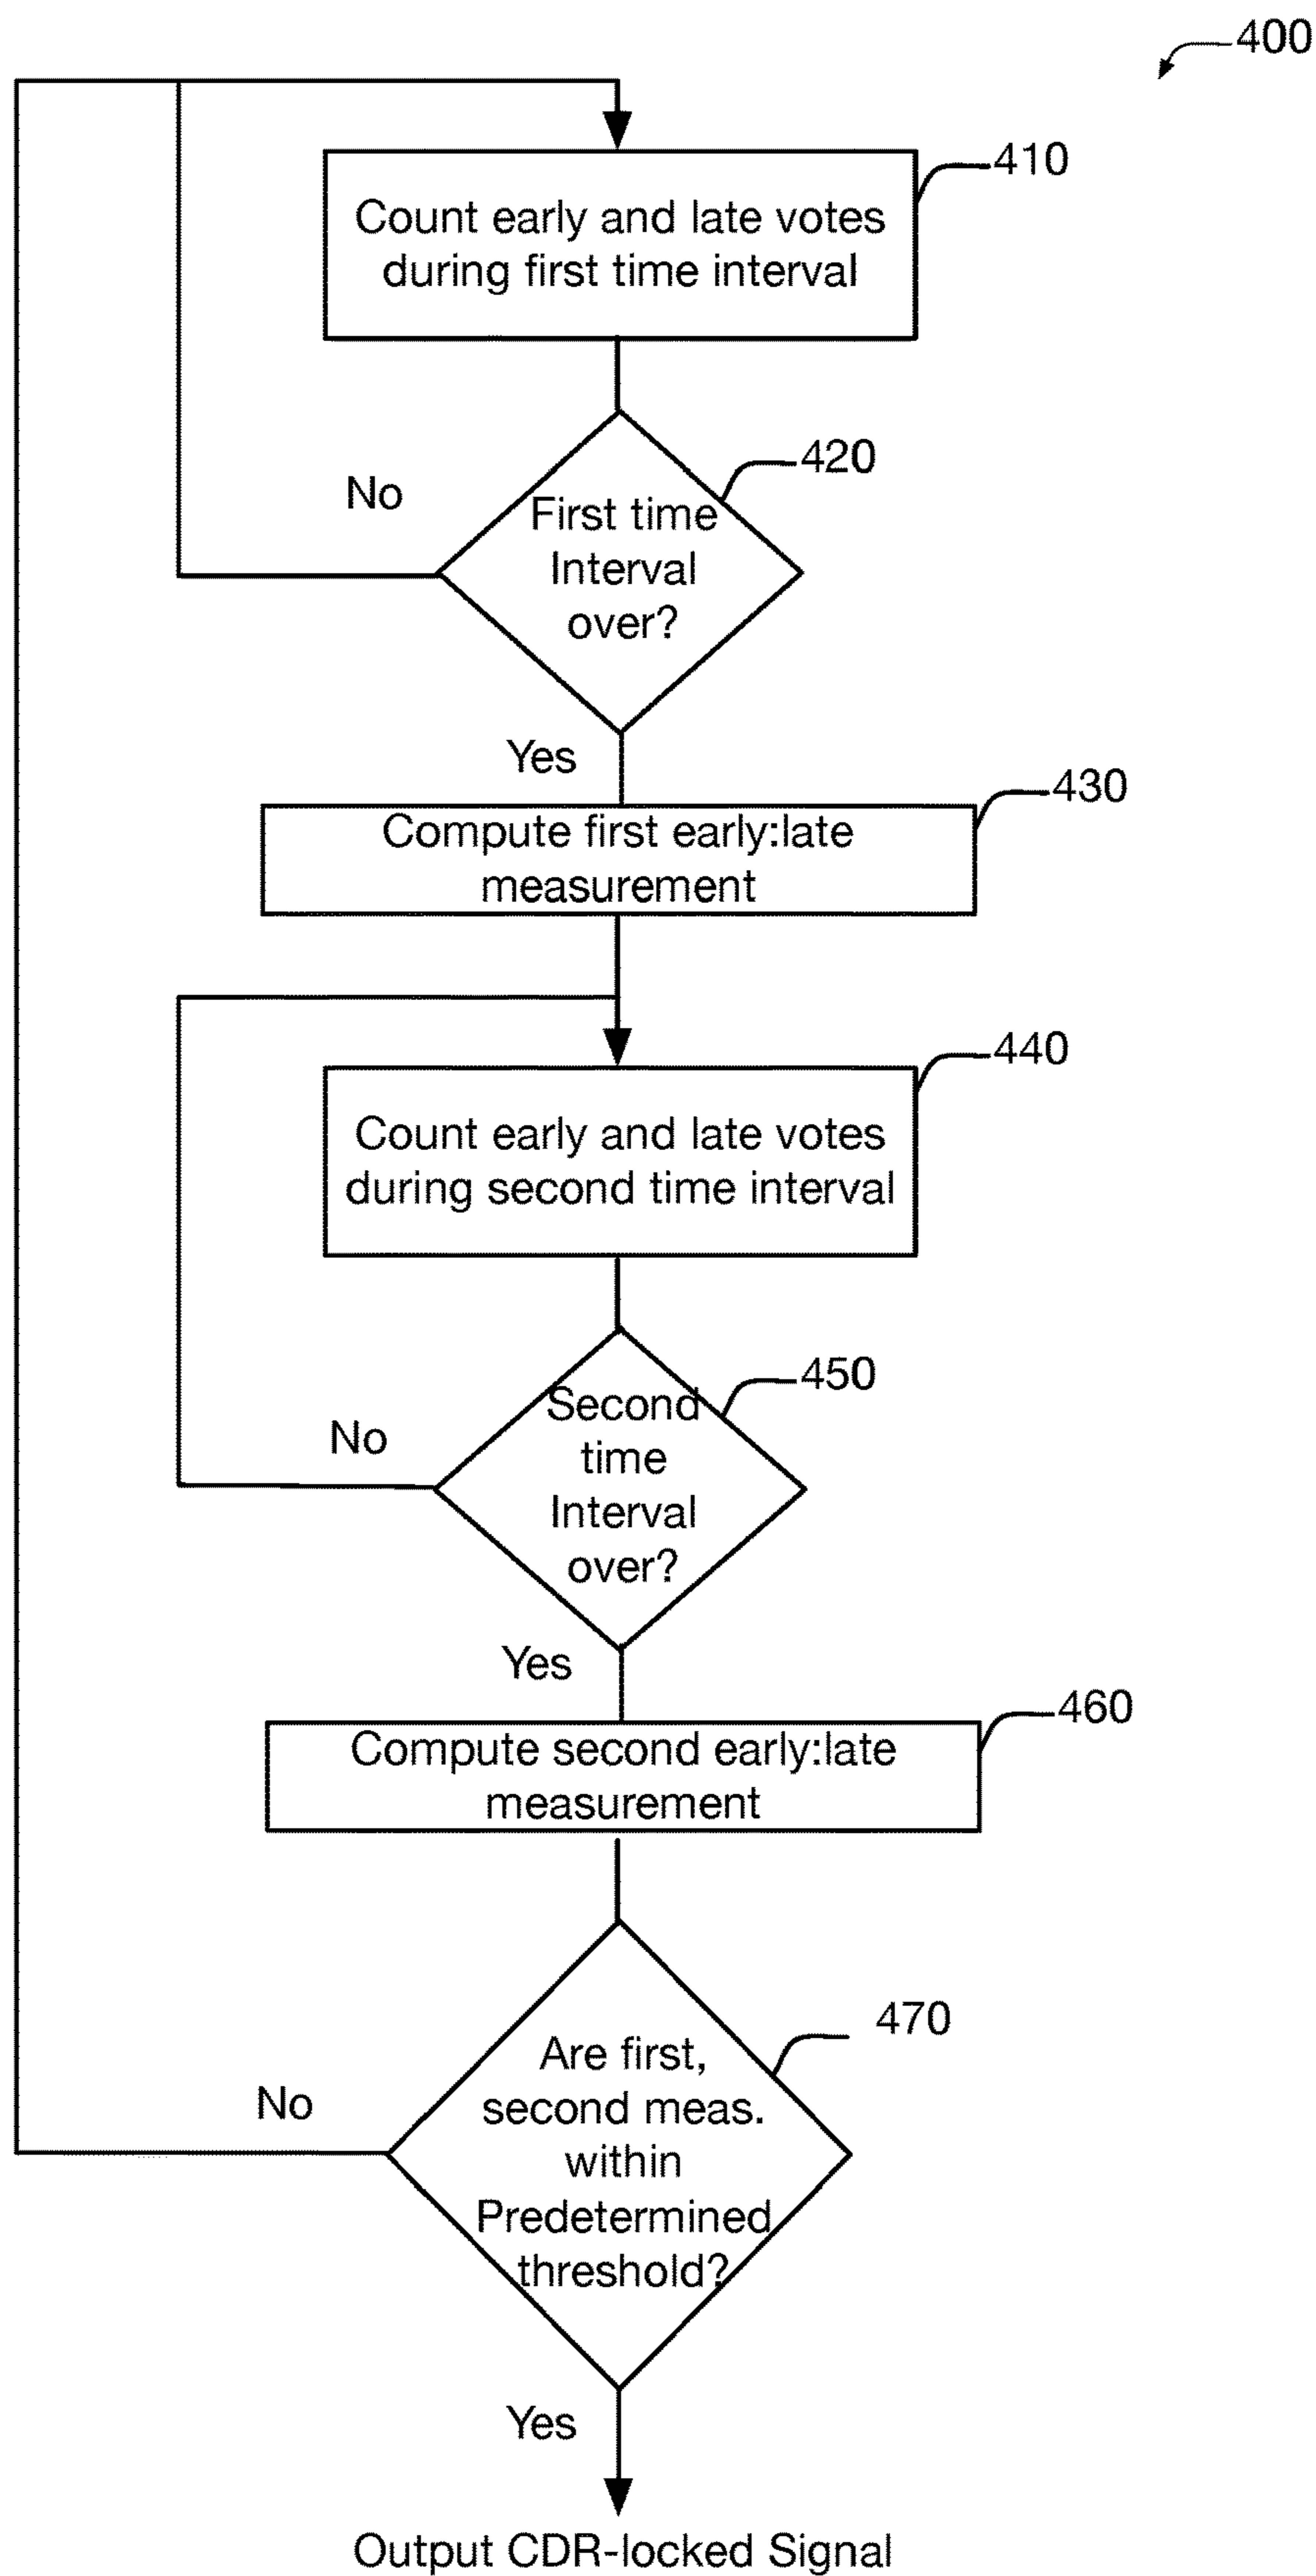 400
410
Count early and late votes
during first time interval
420
No
First time
Interval
over?
Yes
430
Compute first early:late
measurement
440
Count early and late votes
during second time interval
450
No
Second
time
Interval
over?
Yes
460
Compute second early:late
measurement
470
No
Are first,
second meas.
within
Predetermined
threshold?
Yes
Output CDR-locked Signal